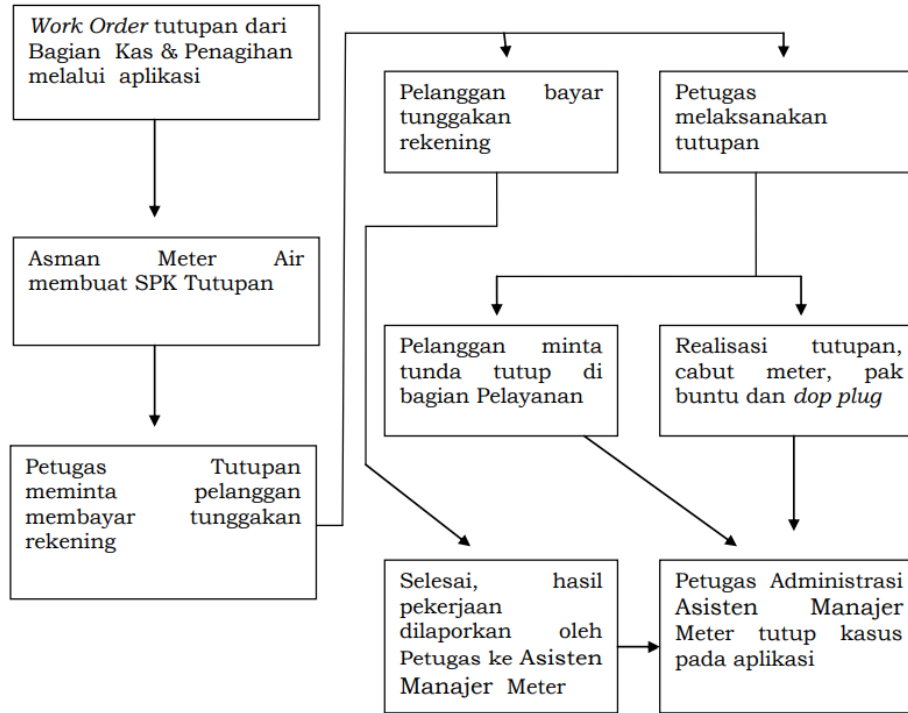 Work Order tutupan dari
Bagian Kas & Penagihan
melalui aplikasi
Asman Meter Air
membuat SPK Tutupan
Petugas Tutupan
meminta pelanggan
membayar tunggakan
rekening
Pelanggan bayar
tunggakan
rekening
Petugas
melaksanakan
tutupan
Pelanggan minta
tunda tutup di
bagian Pelayanan
Realisasi tutupan,
cabut meter, pak
buntu dan dop plug
Selesai, hasil
pekerjaan
dilaporkan oleh
Petugas ke Asisten
Manajer Meter
Petugas Administrasi
Asisten Manajer
Meter tutup kasus
pada aplikasi